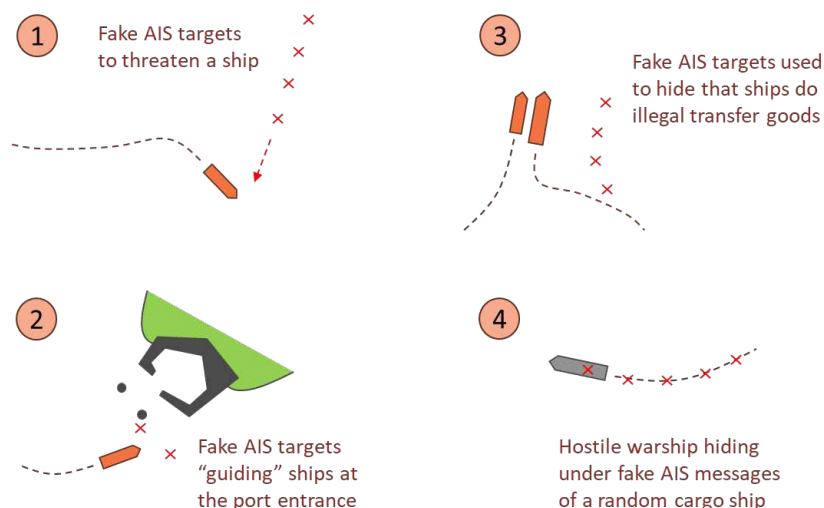 1
Fake AIS targets
to threaten a ship
3
Fake AIS targets used
to hide that ships do
illegal transfer goods
2
Fake AIS targets
“guiding” ships at
the port entrance
4
Hostile warship hiding
under fake AIS messages
of a random cargo ship